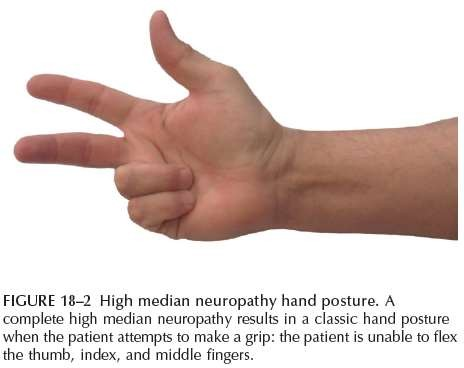 FIGURE 18–2 High median neuropathy hand posture. A
complete high median neuropathy results in a classic hand posture
when the patient attempts to make a grip: the patient is unable to flex
the thumb, index, and middle fingers.